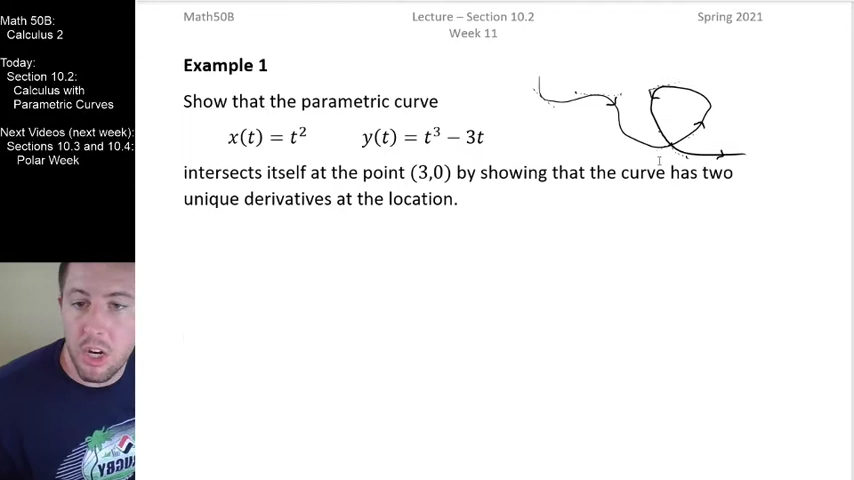 Math 50B:
Calculus 2
Today:
Section 10.2:
Calculus with
Parametric Curves
Next Videos (next week):
Sections 10.3 and 10.4:
Polar Week
Math50B
Lecture – Section 10.2
Spring 2021
Week 11
Example 1
Show that the parametric curve
x(t) = t² y(t) = t³ − 3t
intersects itself at the point (3,0) by showing that the curve has two
unique derivatives at the location.
RUGBY